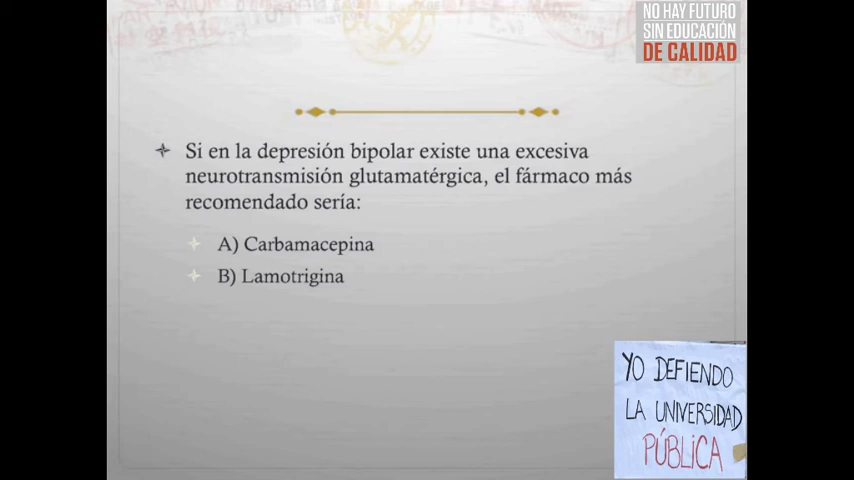 NO HAY FUTURO
SIN EDUCACIÓN
DE CALIDAD
Si en la depresión bipolar existe una excesiva
neurotransmisión glutamatérgica, el fármaco más
recomendado sería:
A) Carbamacepina
B) Lamotrigina
YO DEFIENDO
LA UNIVERSIDAD
PÚBLiCA